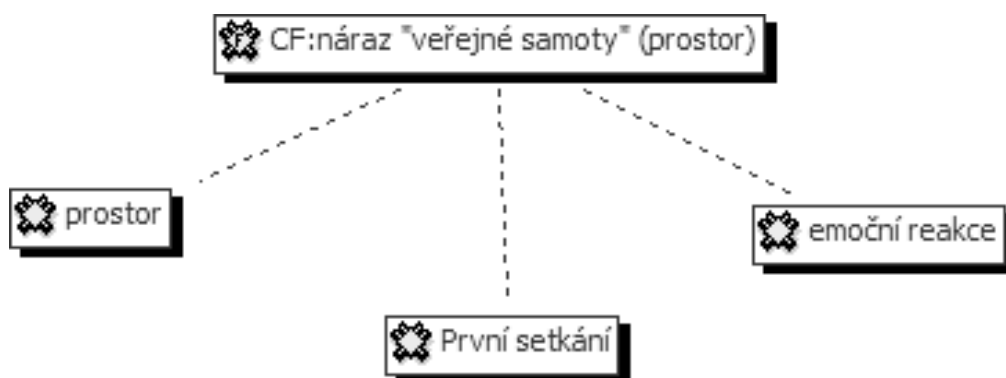 CF:náraz "veřejné samoty" (prostor)
prostor
emoční reakce
První setkání